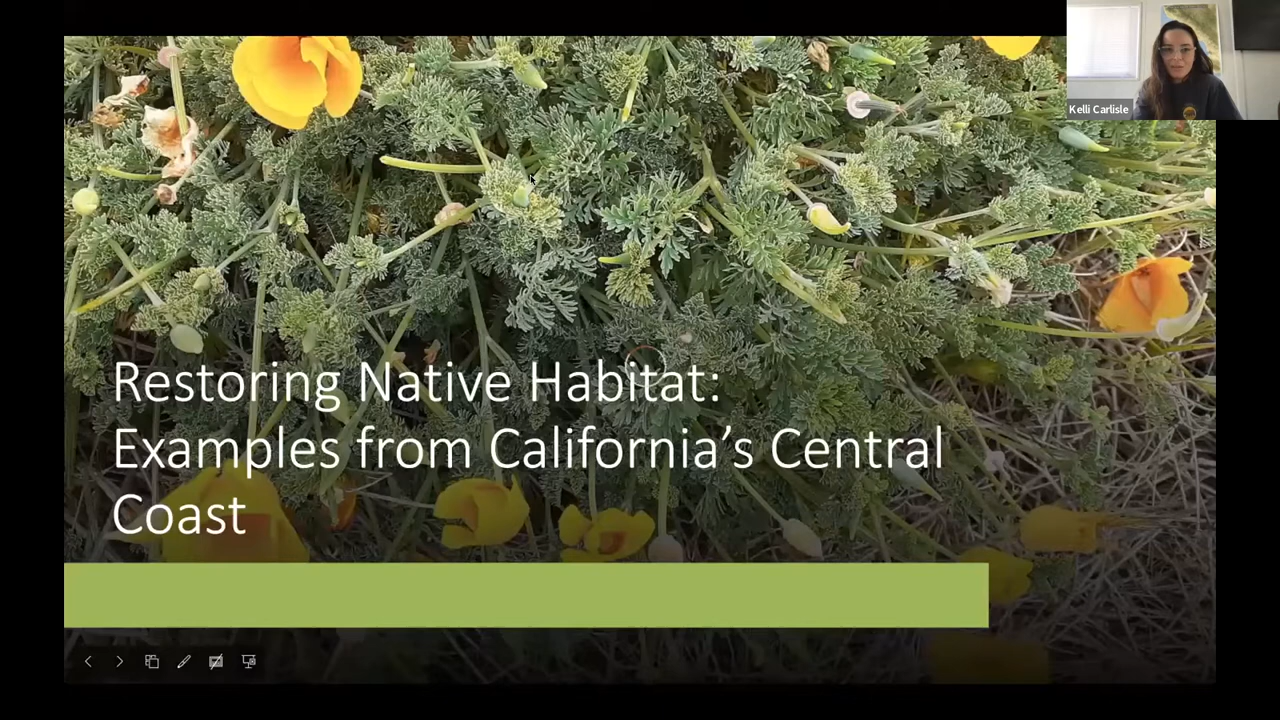 Kelli Carlisle
Restoring Native Habitat:
Examples from California’s Central
Coast